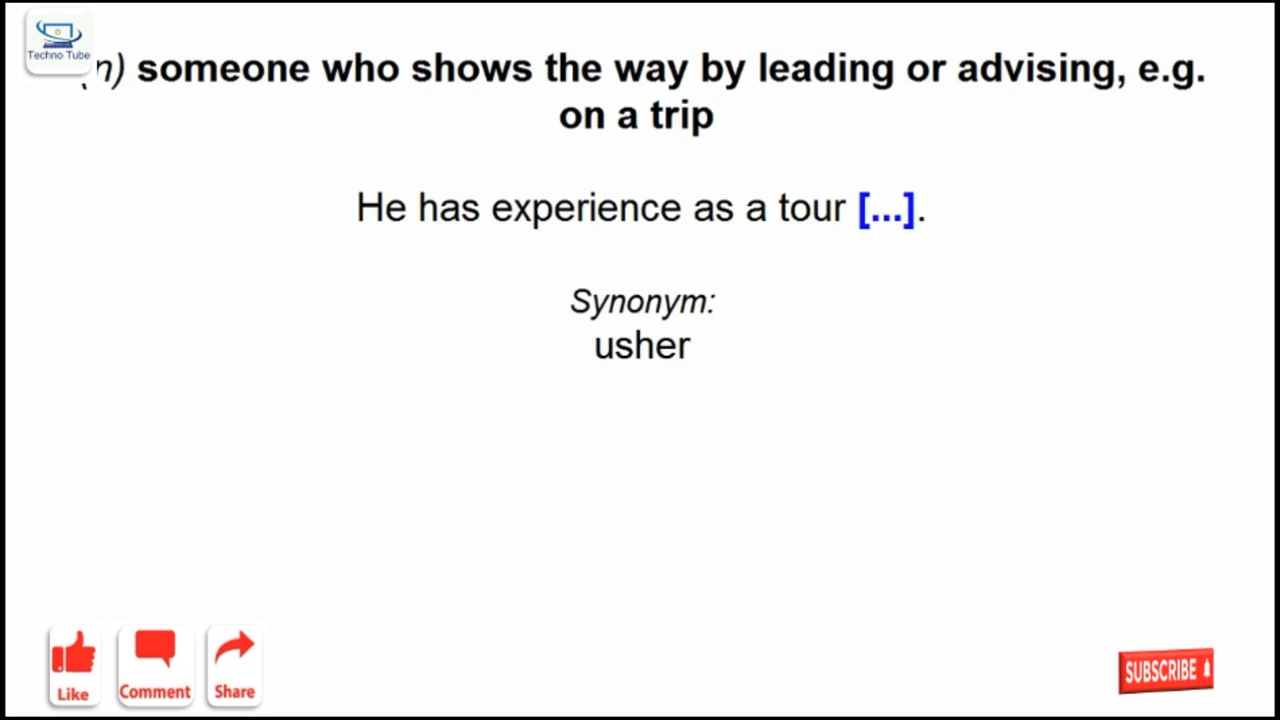 Techno Tube
(n) someone who shows the way by leading or advising, e.g.
on a trip
He has experience as a tour [...].
Synonym:
usher
Like
Comment
Share
SUBSCRIBE